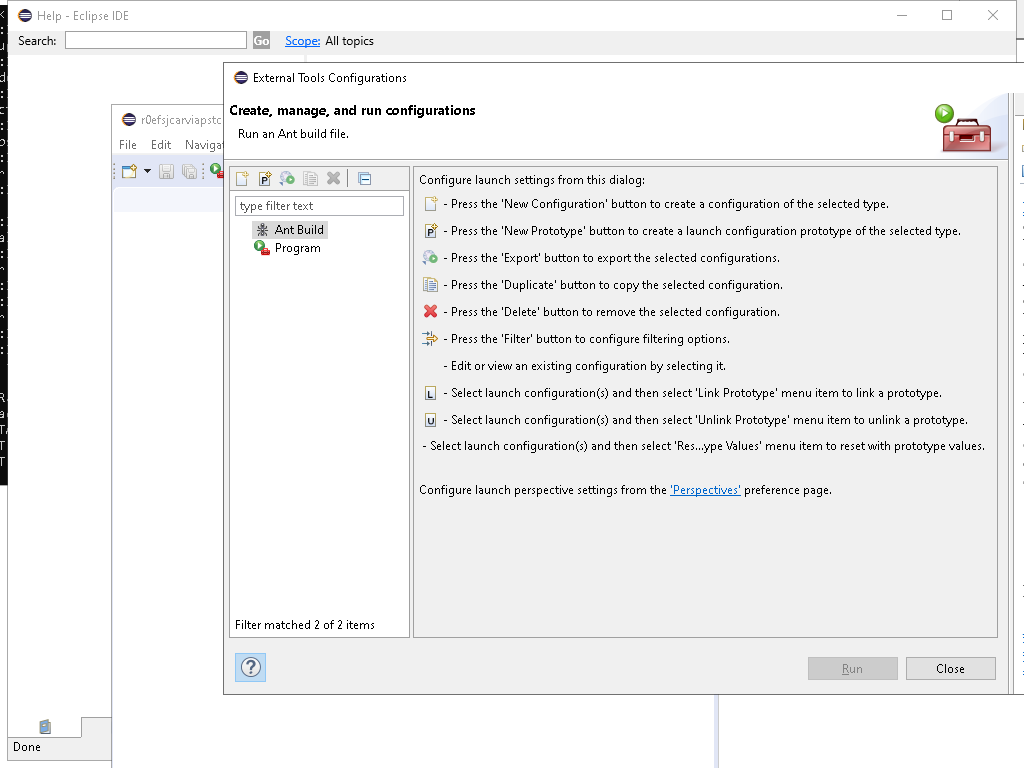 Help - Eclipse IDE
Search:
Go
Scope: All topics
External Tools Configurations
Create, manage, and run configurations
Run an Ant build file.
r0efsjcarviapstc
File Edit
type filter text
Ant Build
Program
Filter matched 2 of 2 items
Configure launch settings from this dialog:
- Press the 'New Configuration' button to create a configuration of the selected type.
- Press the 'New Prototype' button to create a launch configuration prototype of the selected type.
- Press the 'Export' button to export the selected configurations.
- Press the 'Duplicate' button to copy the selected configuration.
- Press the 'Delete' button to remove the selected configuration.
- Press the 'Filter' button to configure filtering options.
- Edit or view an existing configuration by selecting it.
- Select launch configuration(s) and then select 'Link Prototype' menu item to link a prototype.
- Select launch configuration(s) and then select 'Unlink Prototype' menu item to unlink a prototype.
- Select launch configuration(s) and then select 'Res...ype Values' menu item to reset with prototype values.
Configure launch perspective settings from the 'Perspectives' preference page.
Run
Close
Done